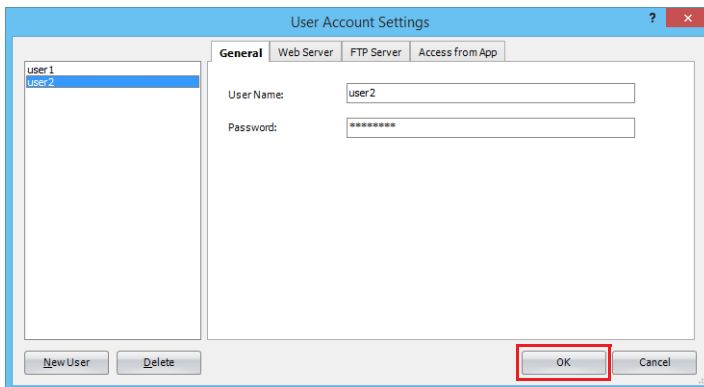 User Account Settings
?
×
General Web Server FTP Server Access from App
user1
user2
User Name: user2
Password: ********
New User Delete OK Cancel